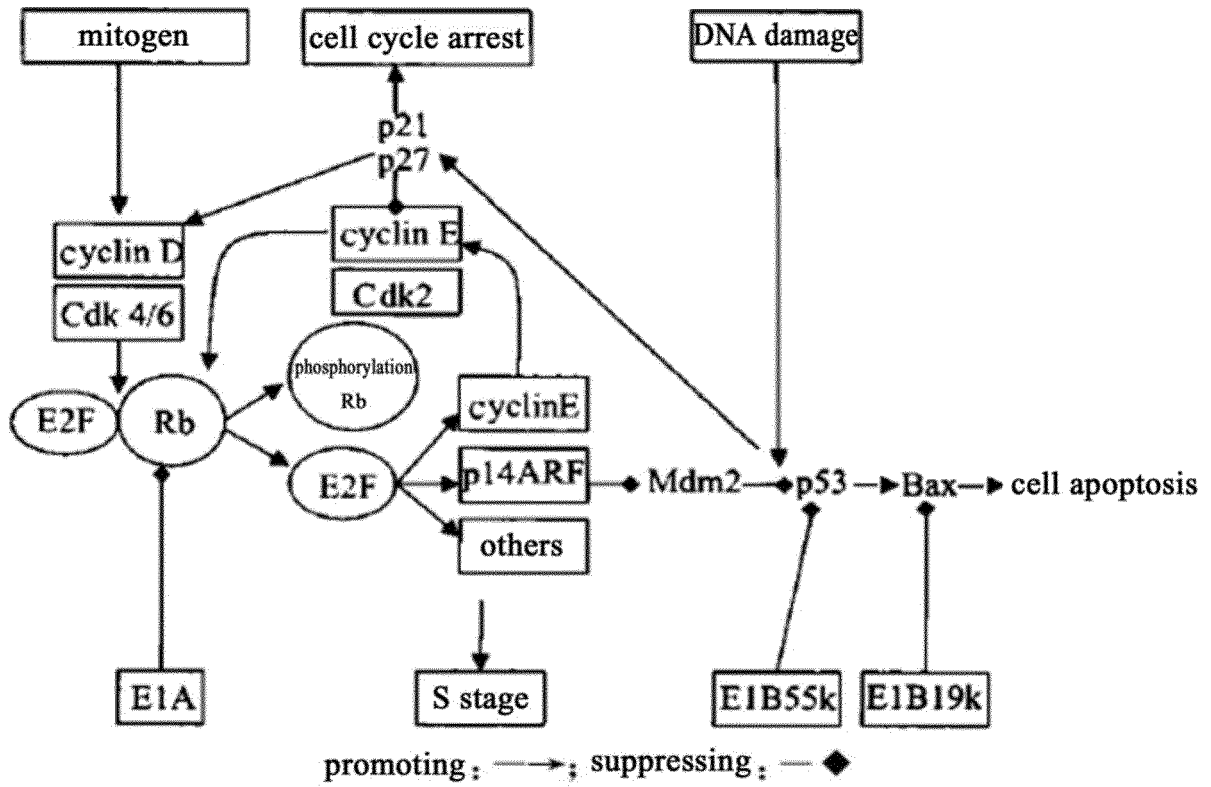 mitogen
cell cycle arrest
DNA damage
p21
p27
cyclin D
cyclin E
Cdk 4/6
Cdk2
phosphorylation
Rb
E2F
Rb
cyclinE
E2F
p14ARF
Mdm2
p53
Bax
cell apoptosis
others
E1A
S stage
E1B55k
E1B19k
promoting : ; suppressing :